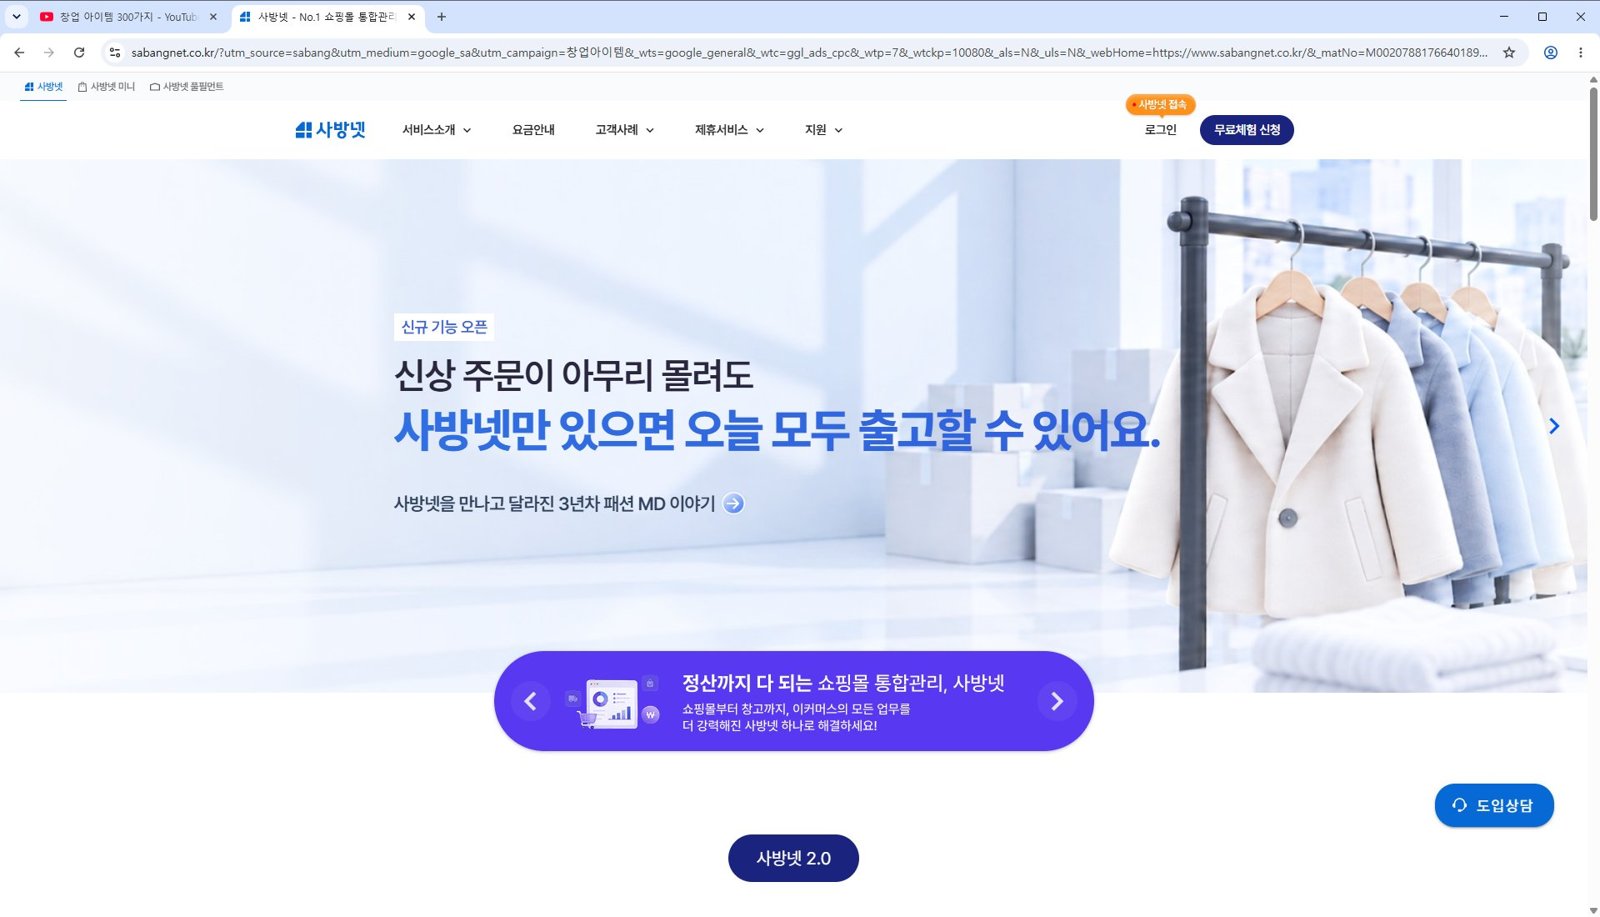 창업 아이템 300가지 - YouTub
사방넷 - No.1 쇼핑몰 통합관리
sabangnet.co.kr/?utm_source=sabang&utm_medium=google_sa&utm_campaign=창업아이템&_wts=google_general&_wtc=ggl_ads_cpc&_wtp=7&_wtckp=10080&_als=N&_uls=N&_webHome=https://www.sabangnet.co.kr/&_matNo=M0020788176640189...
사방넷 사방넷 미니 사방넷 풀필먼트
사방넷 접속
사방넷 서비스소개 요금안내 고객사례 제휴서비스 지원 로그인 무료체험 신청
신규 기능 오픈
신상 주문이 아무리 몰려도
사방넷만 있으면 오늘 모두 출고할 수 있어요.
사방넷을 만나고 달라진 3년차 패션 MD 이야기
정산까지 다 되는 쇼핑몰 통합관리, 사방넷
쇼핑몰부터 창고까지, 이커머스의 모든 업무를
더 강력해진 사방넷 하나로 해결하세요!
도입상담
사방넷 2.0